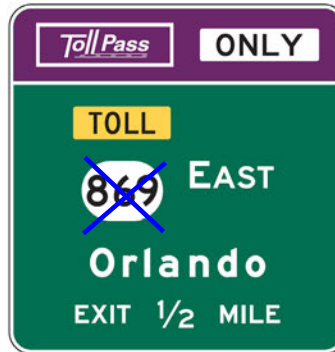 Toll Pass ONLY
TOLL
869 EAST
Orlando
EXIT 1/2 MILE